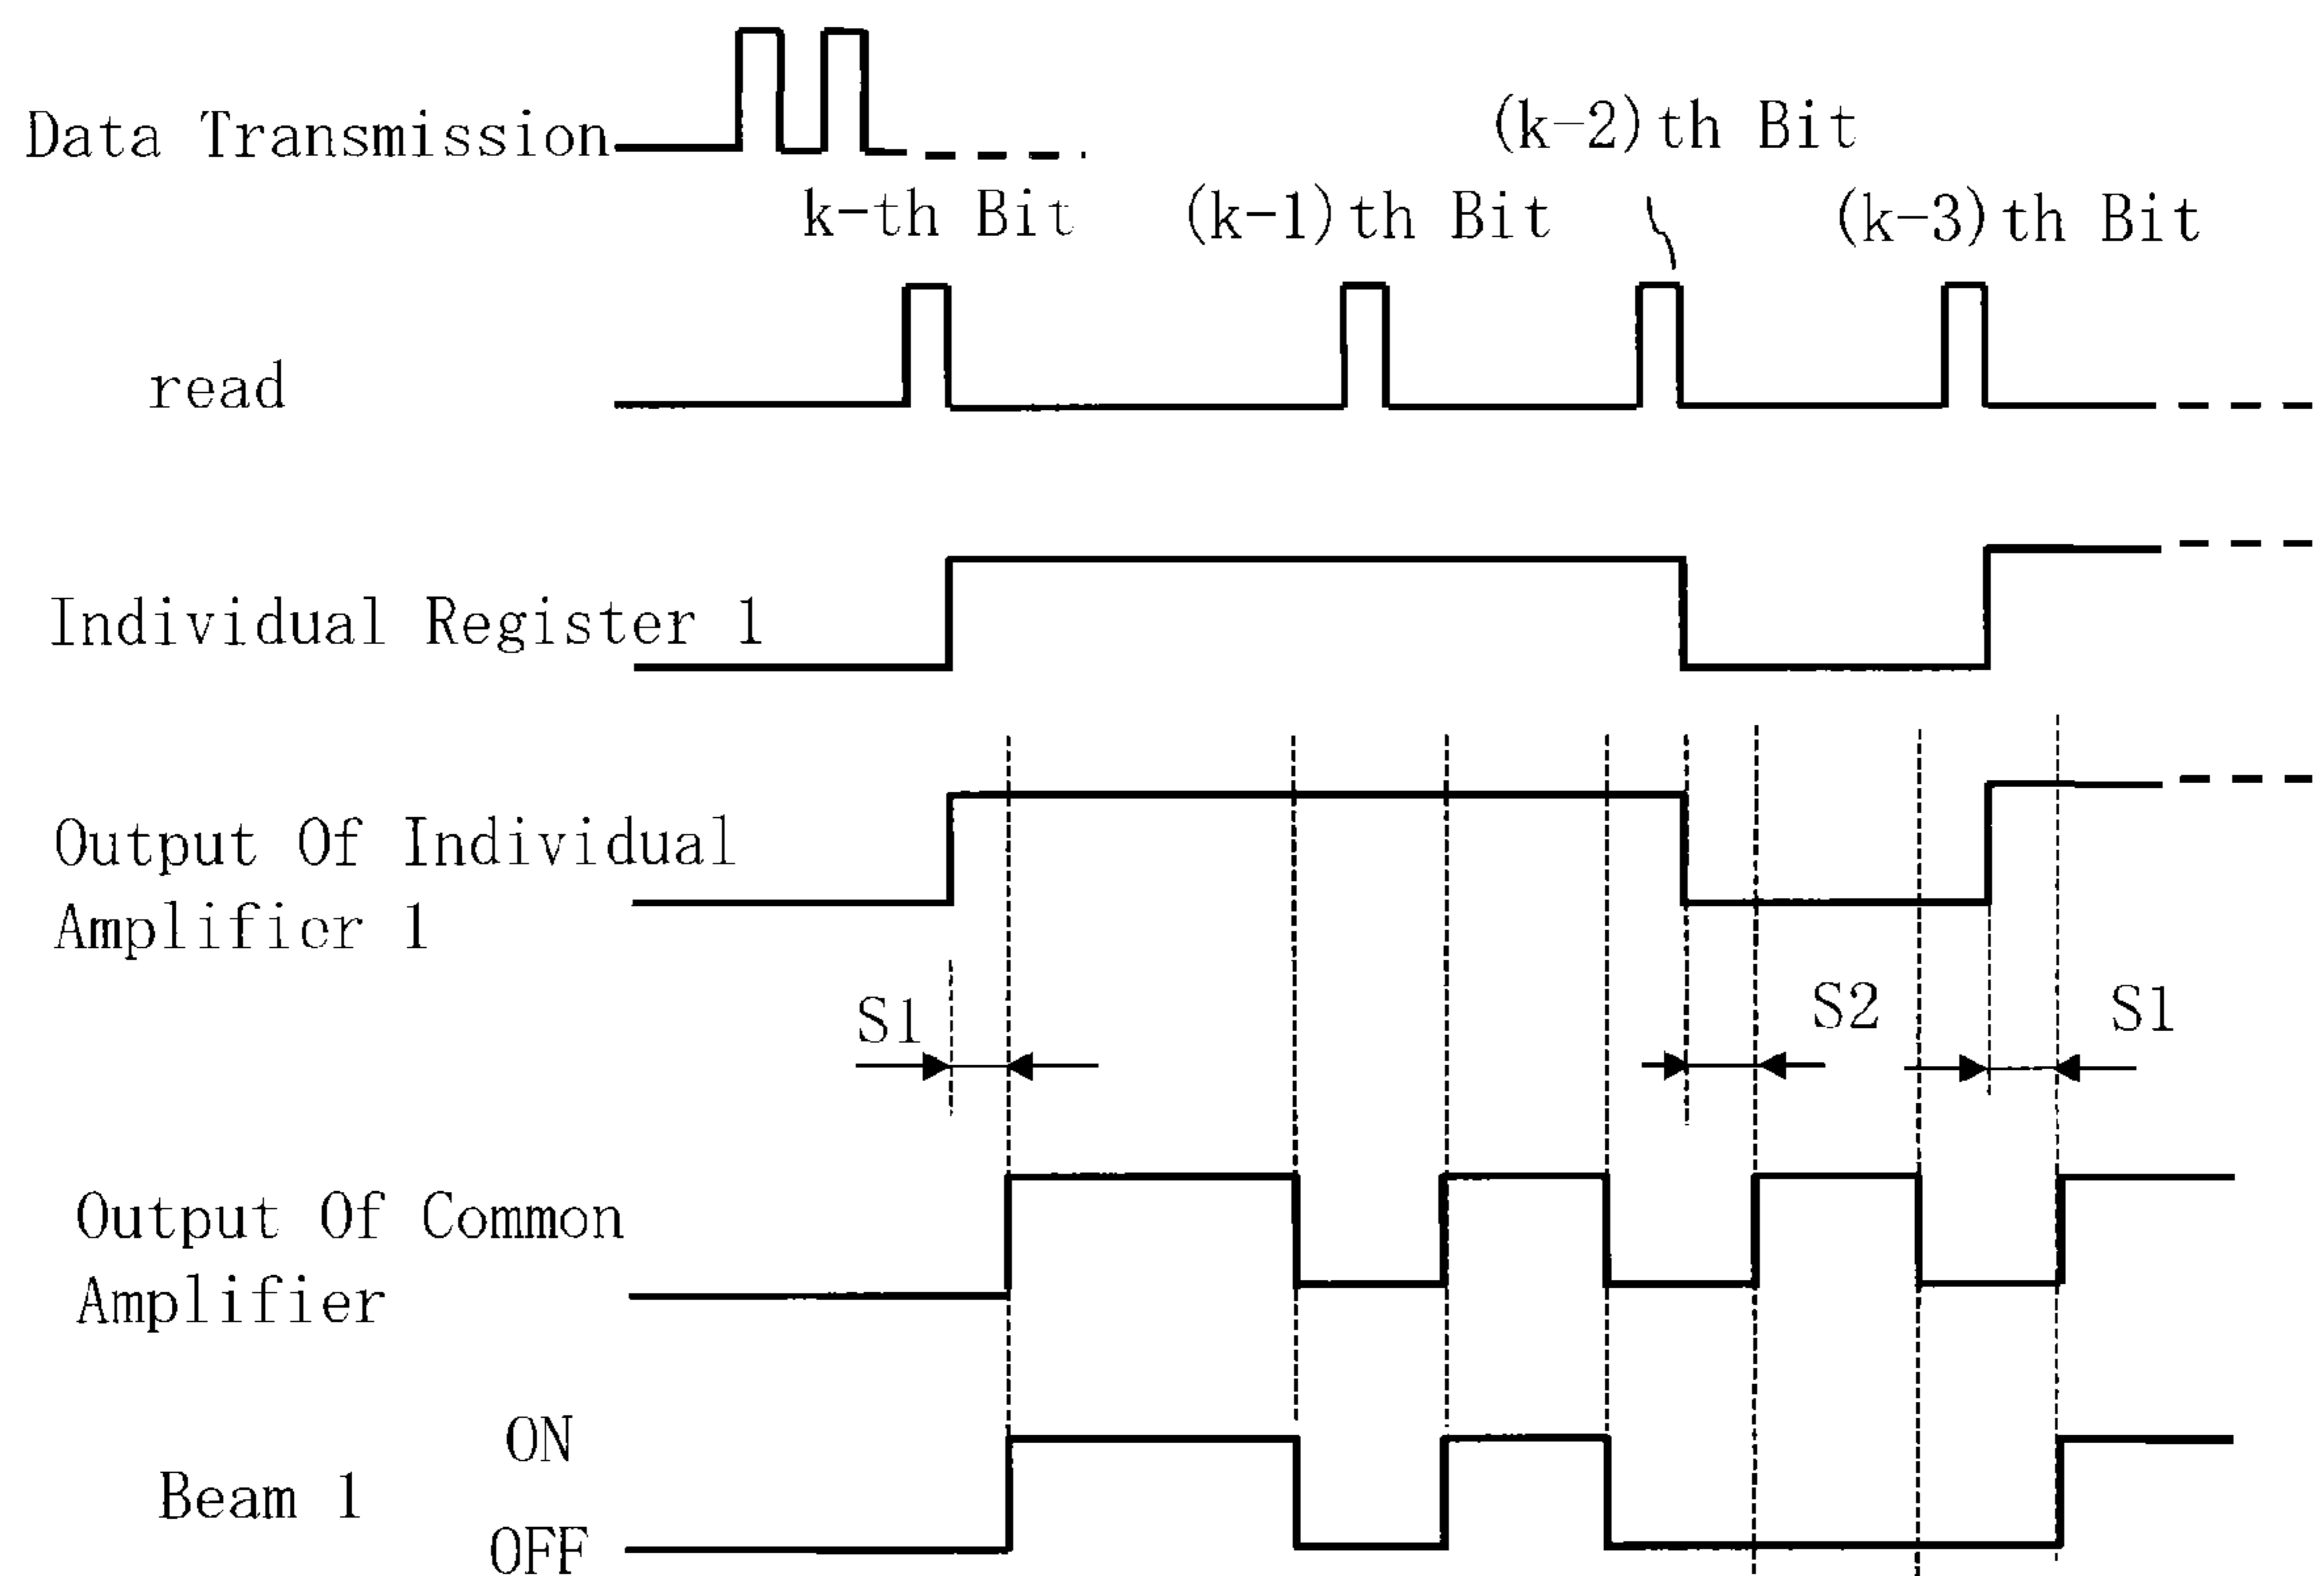 Data Transmission
(k-2)th Bit
k-th Bit
(k-1)th Bit
(k-3)th Bit
read
Individual Register 1
Output Of Individual
Amplifier 1
S1
S2
S1
Output Of Common
Amplifier
ON
Beam 1
OFF